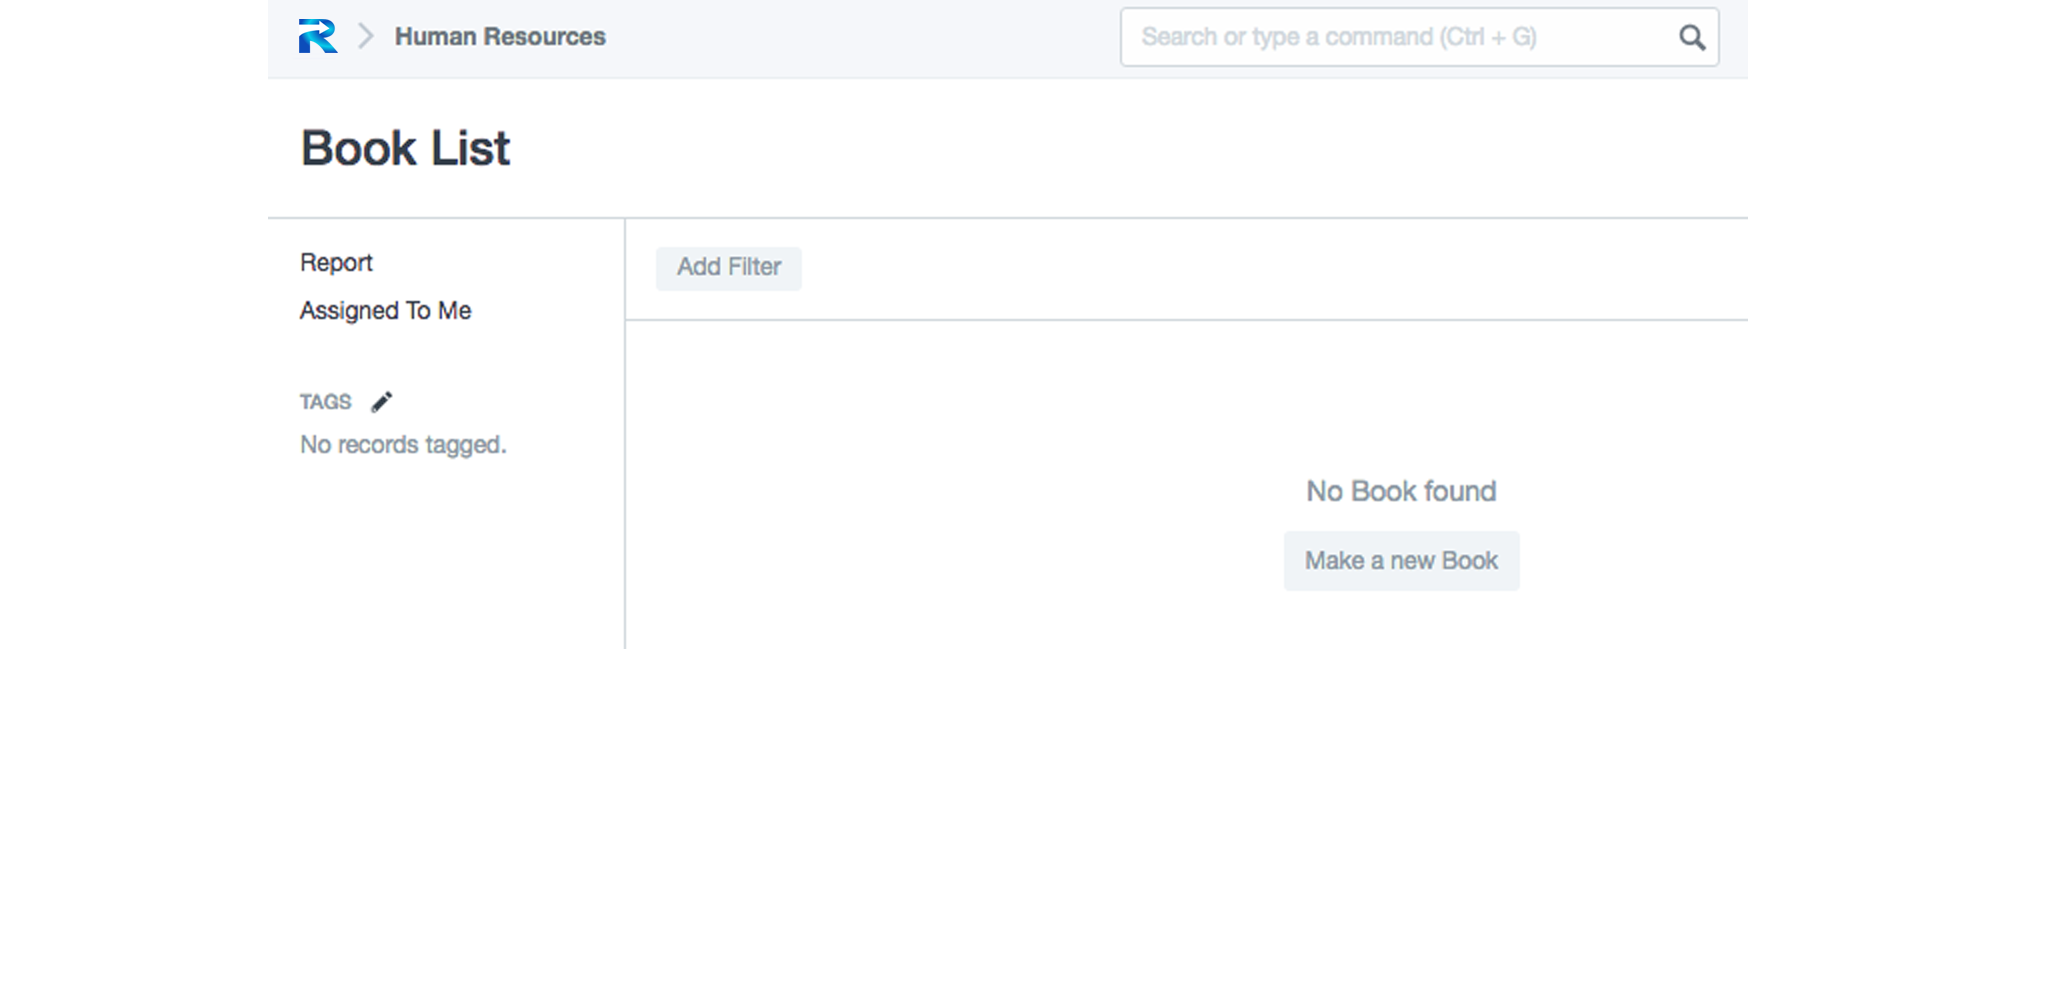 Human Resources
Search or type a command (Ctrl + G)
Book List
Report
Assigned To Me
TAGS
No records tagged.
Add Filter
No Book found
Make a new Book